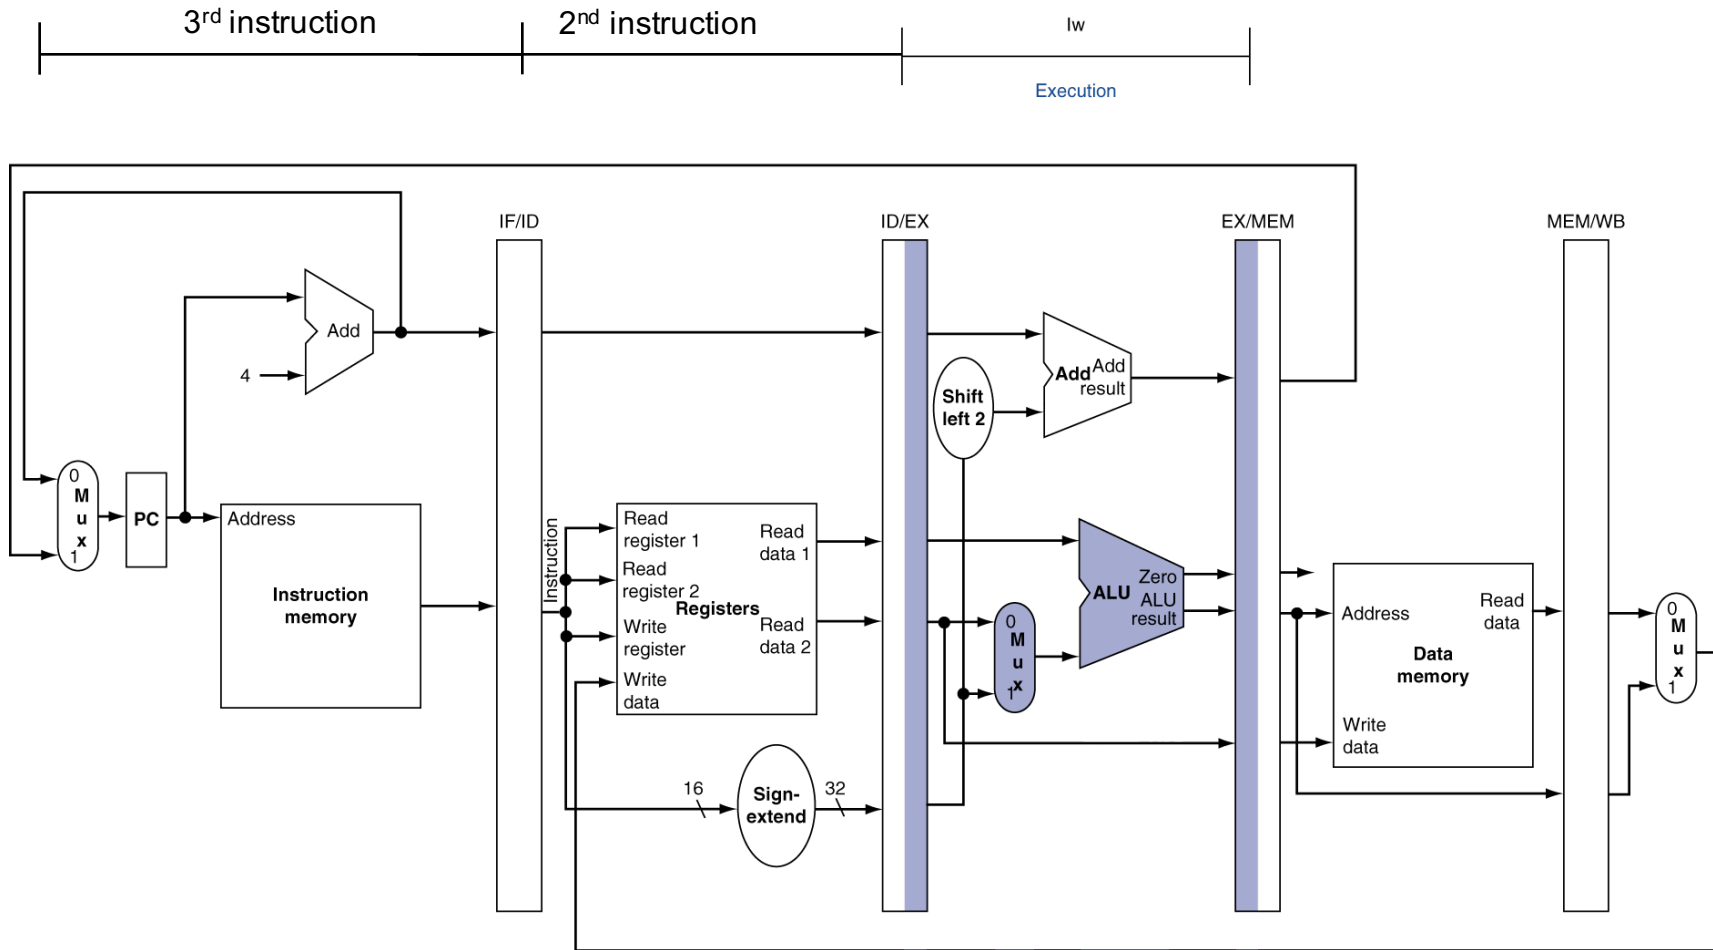 3rd instruction
2nd instruction
lw
Execution
IF/ID
ID/EX
EX/MEM
MEM/WB
Add
4
Add
Add
result
Shift
left 2
0
M
u
x
1
PC
Address
Instruction
memory
Instruction
Read
register 1
Read
register 2
Write
register
Write
data
Registers
Read
data 1
Read
data 2
16
Sign-
extend
32
0
M
u
x
1
ALU
Zero
ALU
result
Address
Read
data
Data
memory
Write
data
0
M
u
x
1